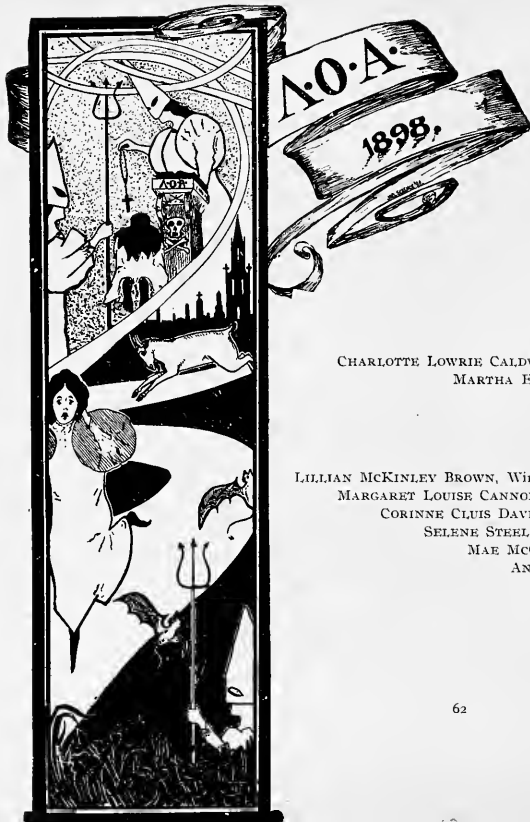 Λ·O·A·
1898.
Λ·O·A
CHARLOTTE LOWRIE CALDW
MARTHA E
LILLIAN MCKINLEY BROWN, Wi
MARGARET LOUISE CANNO
CORINNE CLUIS DAV
SELENE STEEL
MAE MC
AN
62